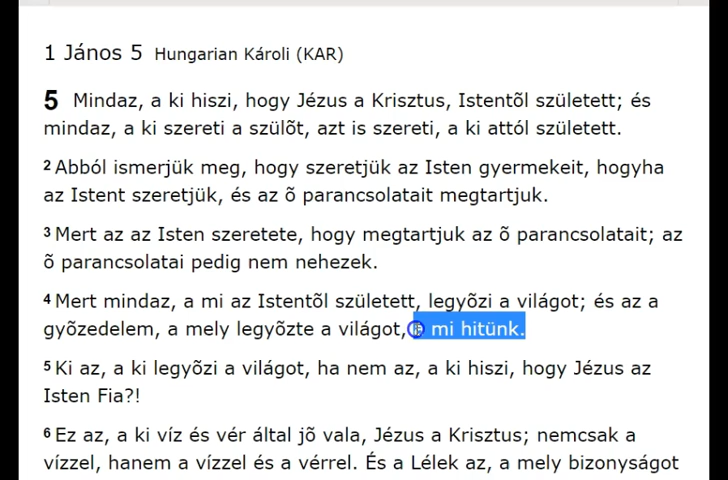 1 János 5 Hungarian Károli (KAR)
5 Mindaz, a ki hiszi, hogy Jézus a Krisztus, Istentõl született; és
mindaz, a ki szereti a szülõt, azt is szereti, a ki attól született.
2 Abból ismerjük meg, hogy szeretjük az Isten gyermekeit, hogyha
az Istent szeretjük, és az õ parancsolatait megtartjuk.
3 Mert az az Isten szeretete, hogy megtartjuk az õ parancsolatait; az
õ parancsolatai pedig nem nehezek.
4 Mert mindaz, a mi az Istentõl született, legyõzi a világot; és az a
gyõzedelem, a mely legyõzte a világot, a mi hitünk.
5 Ki az, a ki legyõzi a világot, ha nem az, a ki hiszi, hogy Jézus az
Isten Fia?!
6 Ez az, a ki víz és vér által jõ vala, Jézus a Krisztus; nemcsak a
vízzel, hanem a vízzel és a vérrel. És a Lélek az, a mely bizonyságot